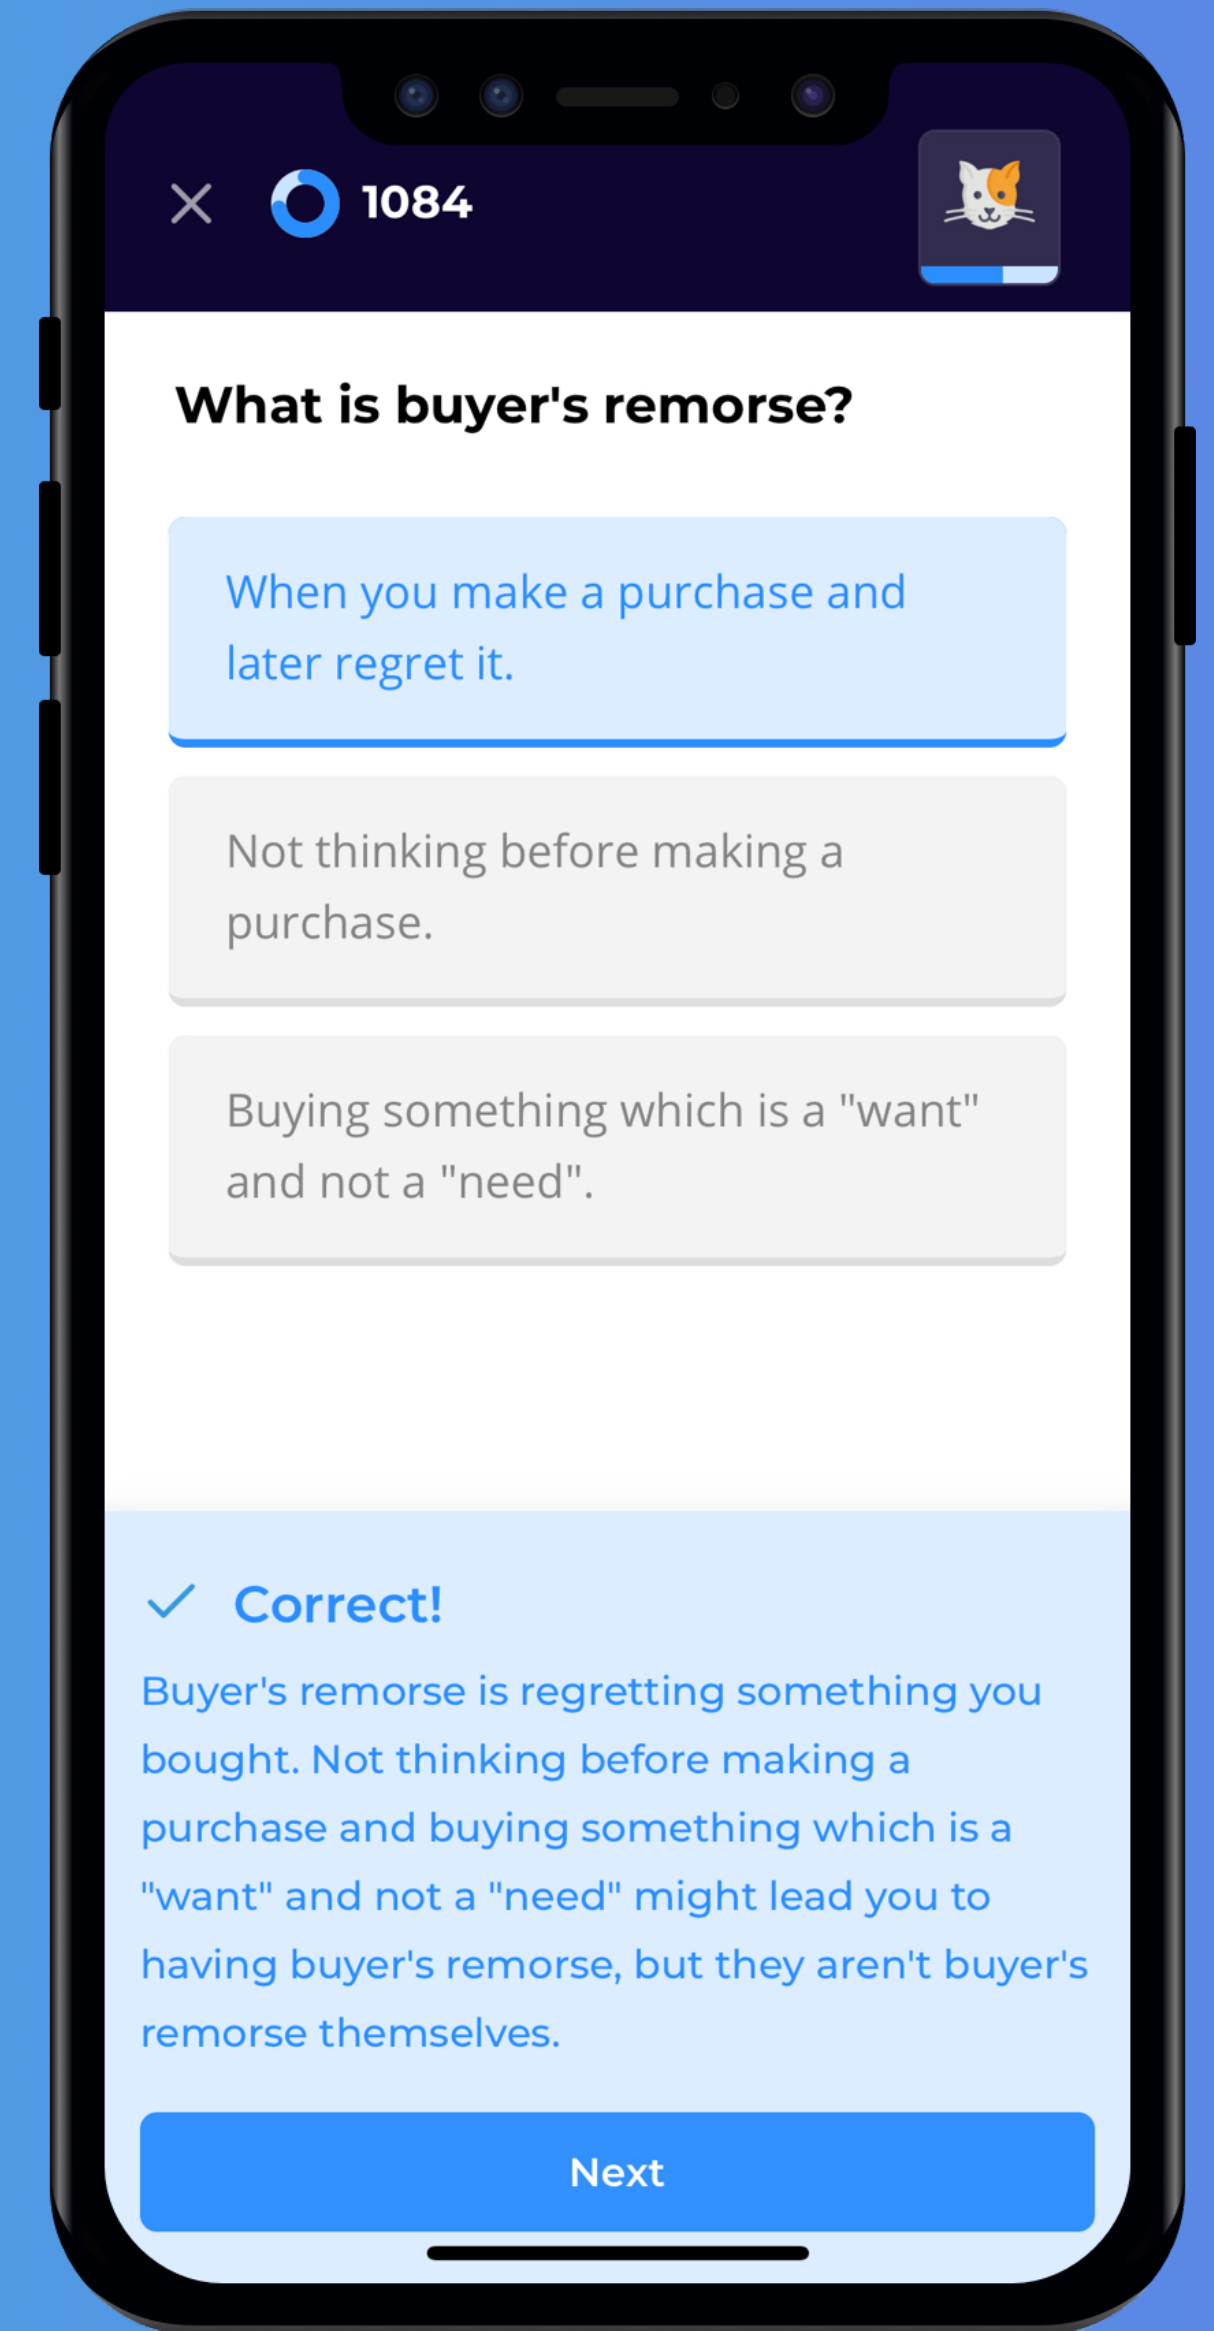 1084
What is buyer's remorse?
When you make a purchase and
later regret it.
Not thinking before making a
purchase.
Buying something which is a "want"
and not a "need".
Correct!
Buyer's remorse is regretting something you
bought. Not thinking before making a
purchase and buying something which is a
"want" and not a "need" might lead you to
having buyer's remorse, but they aren't buyer's
remorse themselves.
Next